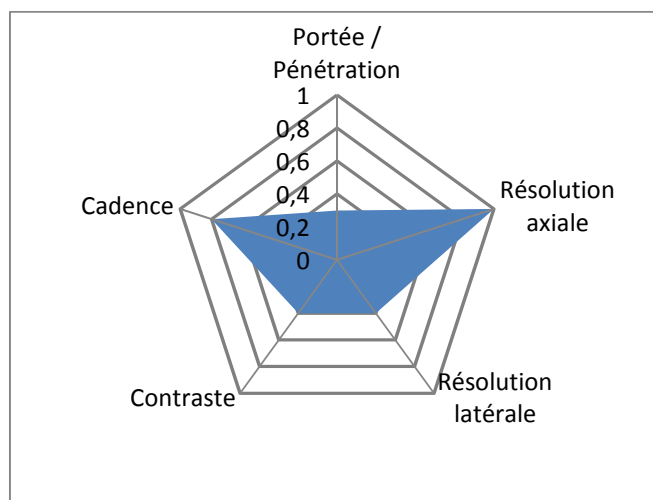 Portée /
Pénétration
1
0,8
0,6
0,4
0,2
0
Résolution
axiale
Cadence
Contraste
Résolution
latérale